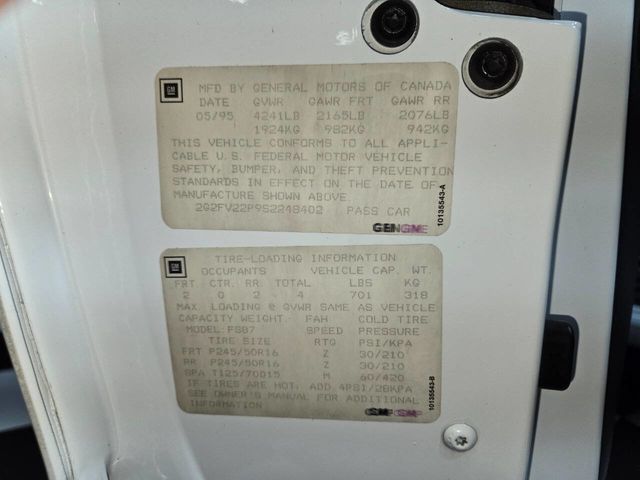 GM
MFD BY GENERAL MOTORS OF CANADA
DATE GVWR GAWR FRT GAWR RR
05/95 4241LB 2165LB 2076LB
1924KG 982KG 942KG
THIS VEHICLE CONFORMS TO ALL APPLI-
CABLE U.S. FEDERAL MOTOR VEHICLE
SAFETY, BUMPER, AND THEFT PREVENTION
STANDARDS IN EFFECT ON THE DATE OF
MANUFACTURE SHOWN ABOVE.
2G2FV22P9S2248402 PASS CAR
10135543-A
GM
TIRE-LOADING INFORMATION
OCCUPANTS VEHICLE CAP. WT.
FRT CTR. RR. TOTAL LBS KG
2 0 2 4 701 318
MAX. LOADING @ GVWR SAME AS VEHICLE
CAPACITY WEIGHT. FAH COLD TIRE
MODEL FS87 SPEED PRESSURE
TIRE SIZE RTG PSI/KPA
FRT P245/50R16 Z 30/210
RR P245/50R16 Z 30/210
SPA T125/70D15 M 60/420
IF TIRES ARE HOT, ADD 4PSI/28KPA
SEE OWNER'S MANUAL FOR ADDITIONAL
INFORMATION
10135543-B